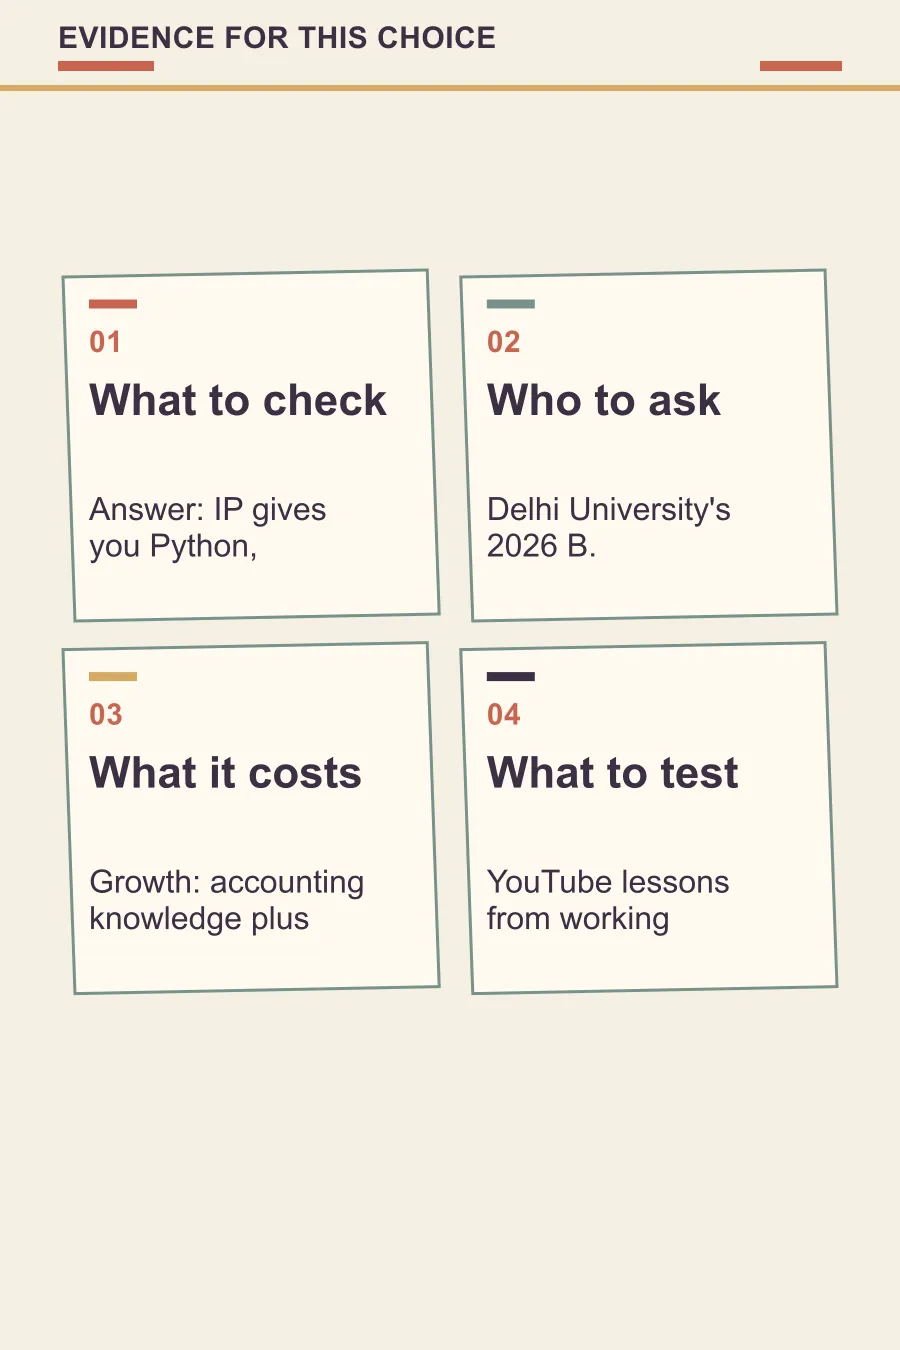 EVIDENCE FOR THIS CHOICE
01
What to check
Answer: IP gives
you Python,
02
Who to ask
Delhi University's
2026 B.
03
What it costs
Growth: accounting
knowledge plus
04
What to test
YouTube lessons
from working